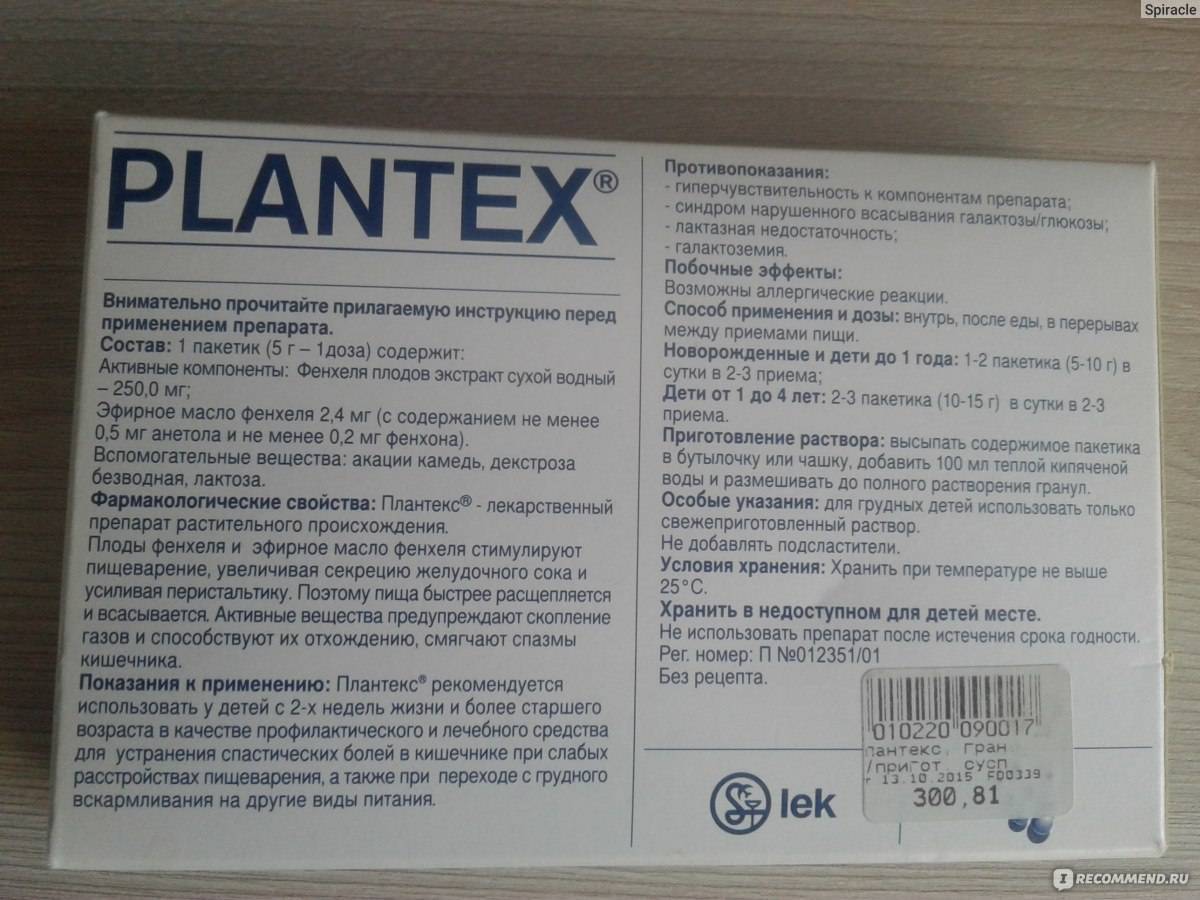 Spiracle
PLANTEX®
Внимательно прочитайте прилагаемую инструкцию перед
применением препарата.
Состав: 1 пакетик (5 г – 1доза) содержит:
Активные компоненты: Фенхеля плодов экстракт сухой водный
– 250,0 мг;
Эфирное масло фенхеля 2,4 мг (с содержанием не менее
0,5 мг анетола и не менее 0,2 мг фенхона).
Вспомогательные вещества: акации камедь, декстроза
безводная, лактоза.
Фармакологические свойства: Плантекс® - лекарственный
препарат растительного происхождения.
Плоды фенхеля и эфирное масло фенхеля стимулируют
пищеварение, увеличивая секрецию желудочного сока и
усиливая перистальтику. Поэтому пища быстрее расщепляется
и всасывается. Активные вещества предупреждают скопление
газов и способствуют их отхождению, смягчают спазмы
кишечника.
Показания к применению: Плантекс® рекомендуется
использовать у детей с 2-х недель жизни и более старшего
возраста в качестве профилактического и лечебного средства
для устранения спастических болей в кишечнике при слабых
расстройствах пищеварения, а также при переходе с грудного
вскармливания на другие виды питания.
Противопоказания:
- гиперчувствительность к компонентам препарата;
- синдром нарушенного всасывания галактозы/глюкозы;
- лактазная недостаточность;
- галактоземия.
Побочные эффекты:
Возможны аллергические реакции.
Способ применения и дозы: внутрь, после еды, в перерывах
между приемами пищи.
Новорожденные и дети до 1 года: 1-2 пакетика (5-10 г) в
сутки в 2-3 приема;
Дети от 1 до 4 лет: 2-3 пакетика (10-15 г) в сутки в 2-3
приема.
Приготовление раствора: высыпать содержимое пакетика
в бутылочку или чашку, добавить 100 мл теплой кипяченой
воды и размешивать до полного растворения гранул.
Особые указания: для грудных детей использовать только
свежеприготовленный раствор.
Не добавлять подсластители.
Условия хранения: Хранить при температуре не выше
25°С.
Хранить в недоступном для детей месте.
Не использовать препарат после истечения срока годности.
Рег. номер: П №012351/01
Без рецепта.
010220 090017
лантекс, гран
/пригот. сусп
г 13.10.2015 F00339
300,81
lek
IRECOMMEND.RU